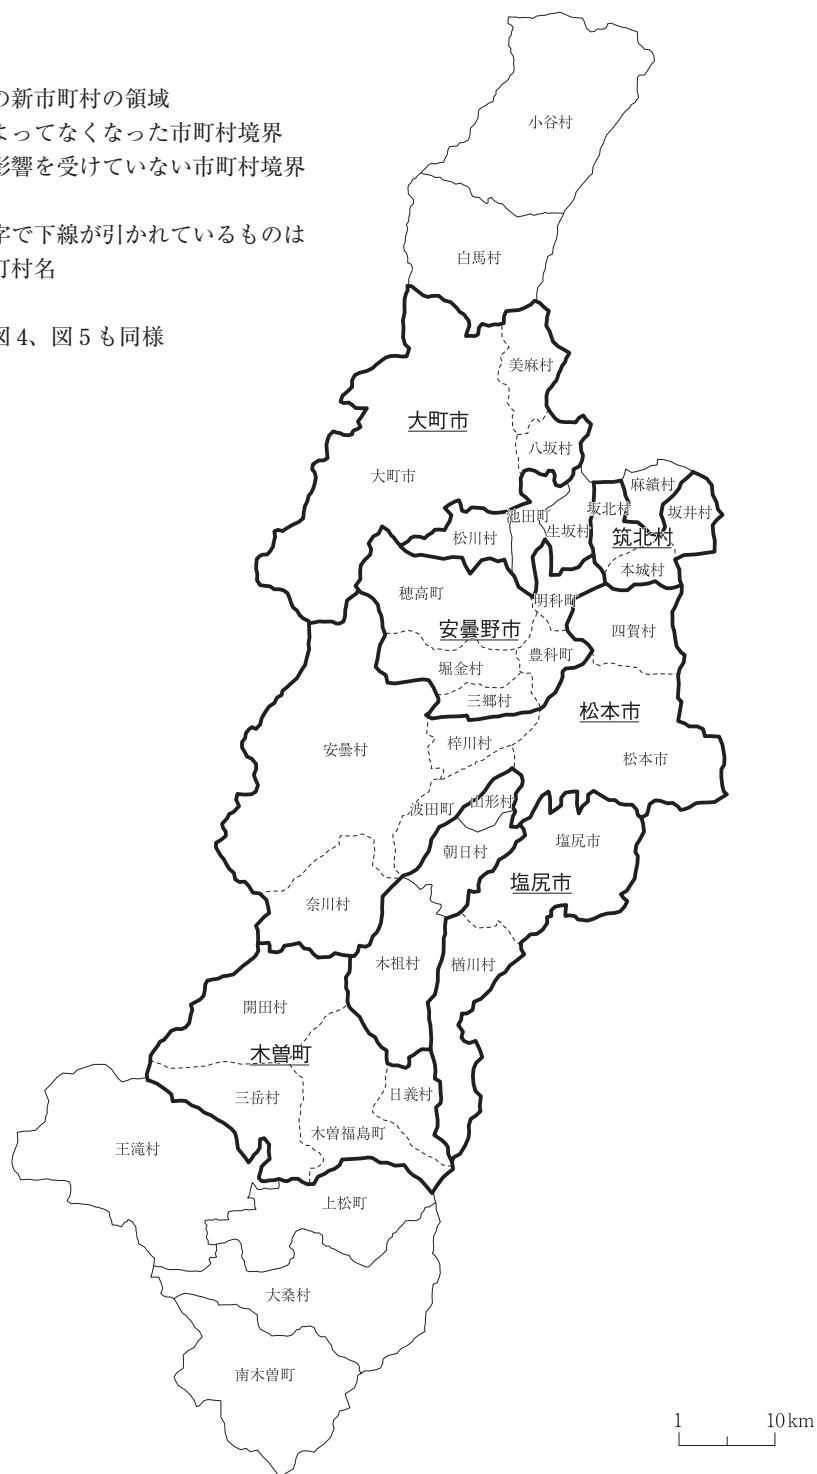 の新市町村の領域
よってなくなった市町村境界
影響を受けていない市町村境界
字で下線が引かれているものは
町村名
図4、図5も同様
小谷村
白馬村
美麻村
大町市
八坂村
大町市
麻績村
坂北村
坂井村
池田町
生坂村
松川村
筑北村
本城村
穂高町
明科町
安曇野市
四賀村
豊科町
堀金村
三郷村
松本市
梓川村
安曇村
松本市
波田町
山形村
塩尻市
朝日村
塩尻市
奈川村
木祖村
楢川村
開田村
木曽町
日義村
三岳村
木曽福島町
王滝村
上松町
大桑村
南木曽町
1 10km